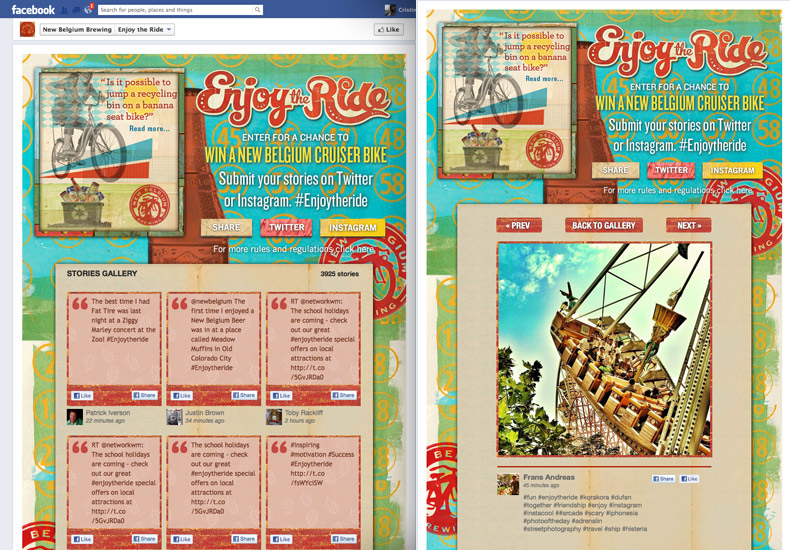 facebook
1
Search for people, places and things
New Belgium Brewing
Enjoy the Ride
Like
"Is it possible to
jump a recycling
bin on a banana
seat bike?"
Read more...
NEW BELGIUM
Enjoy the Ride
ENTER FOR A CHANCE TO
WIN A NEW BELGIUM CRUISER BIKE
Submit your stories on Twitter
or Instagram. #Enjoytheride
SHARE
TWITTER
INSTAGRAM
For more rules and regulations click here
STORIES GALLERY
3925 stories
The best time I had
Fat Tire was last
night at a Ziggy
Marley concert at the
Zoo! #Enjoytheride
Like
Share
Patrick Iverson
22 minutes ago
@newbelgium The
first time I enjoyed a
New Belgium Beer
was in at a place
called Meadow
Muffins in Old
Colorado City
#Enjoytheride
Like
Share
Justin Brown
34 minutes ago
RT @networkwm:
The school holidays
are coming - check
out our great
#enjoytheride special
offers on local
attractions at
http://t.co
/5GvJRDa0
Like
Share
Toby Rackliff
2 hours ago
RT @networkwm:
The school holidays
are coming - check
out our great
#enjoytheride special
offers on local
attractions at
http://t.co
/5GvJRDa0
Like
Share
The school holidays
are coming - check
out our great
#enjoytheride special
offers on local
attractions at
http://t.co
/5GvJRDa0
Like
Share
#inspiring
#motivation #Success
#Enjoytheride
http://t.co
Like
Share
"Is it possible to
jump a recycling
bin on a banana
seat bike?"
Read more...
Enjoy the Ride
ENTER FOR A CHANCE TO
WIN A NEW BELGIUM CRUISER BIKE
Submit your stories on Twitter
or Instagram. #Enjoytheride
SHARE
TWITTER
INSTAGRAM
For more rules and regulations click here
« PREV
BACK TO GALLERY
NEXT »
Frans Andreas
45 minutes ago
Share
Like
#fun #enjoytheride #korakora #dufan
#together #friendship #enjoy #instagram
#instacool #arcade #scary #iphonesia
#photooftheday #adrenalin
#streetphotography #travel #ship #histeria